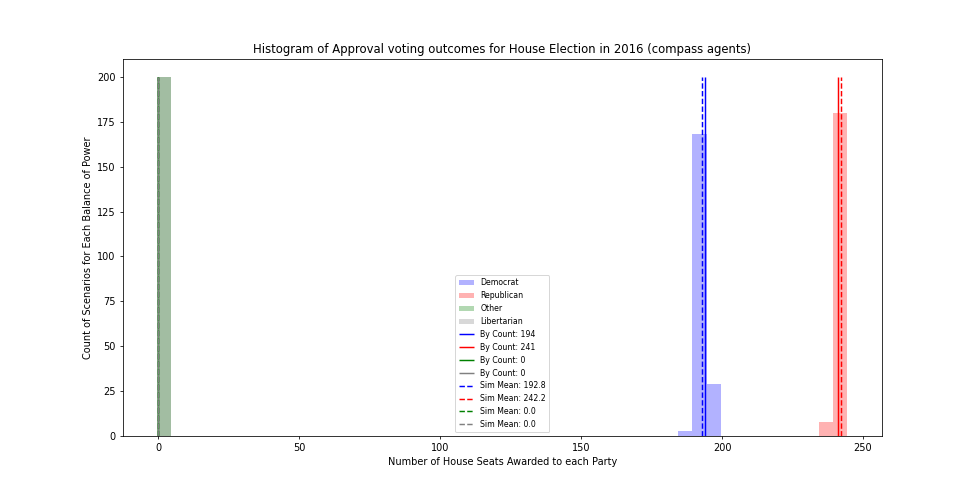 Histogram of Approval voting outcomes for House Election in 2016 (compass agents)
Count of Scenarios for Each Balance of Power
200
175
150
125
100
75
50
25
0
Democrat
Republican
Other
Libertarian
By Count: 194
By Count: 241
By Count: 0
By Count: 0
Sim Mean: 192.8
Sim Mean: 242.2
Sim Mean: 0.0
Sim Mean: 0.0
0 50 100 150 200 250
Number of House Seats Awarded to each Party